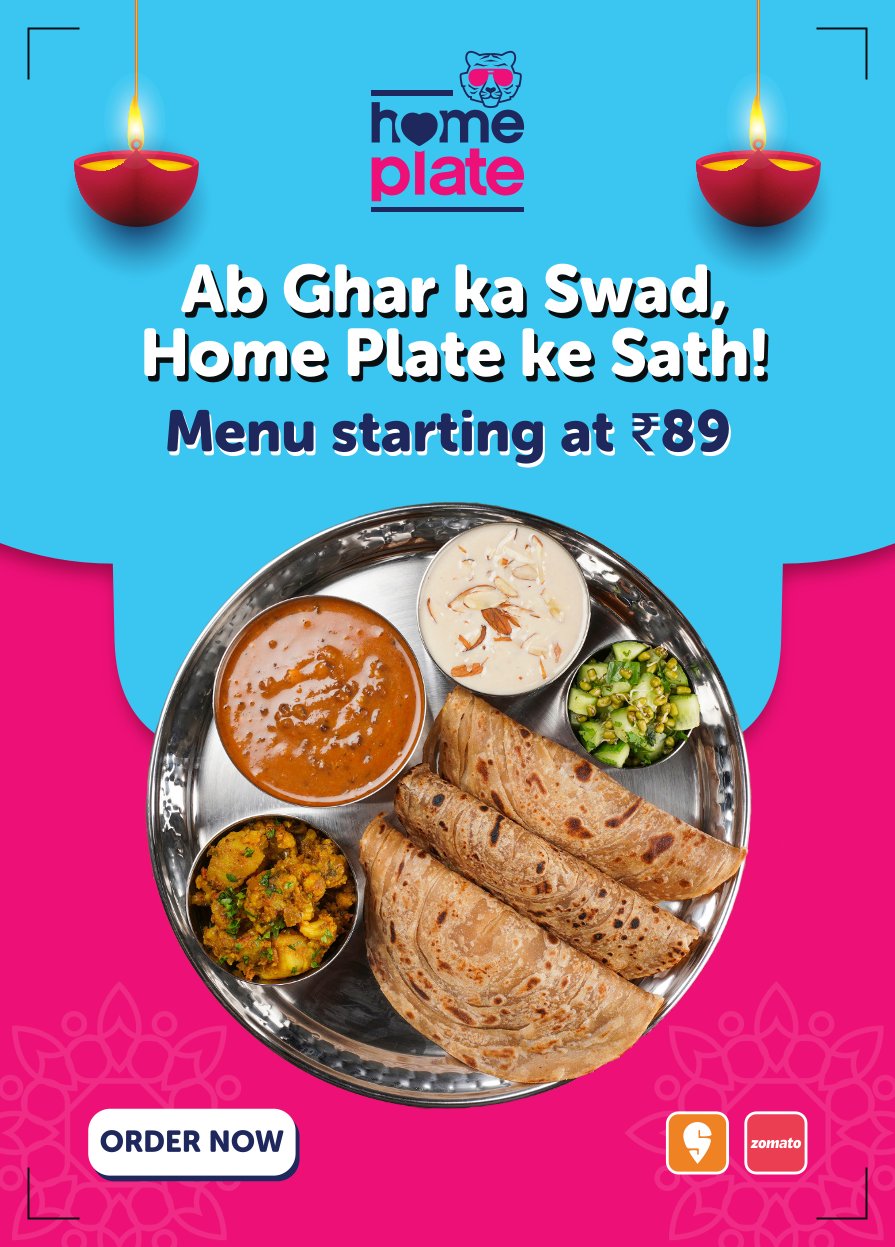 home
plate
Ab Ghar ka Swad,
Home Plate ke Sath!
Menu starting at ₹89
ORDER NOW
zomato